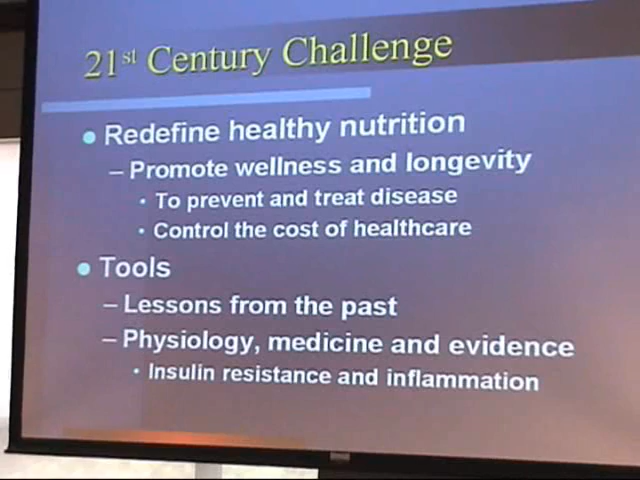 21st Century Challenge
• Redefine healthy nutrition
– Promote wellness and longevity
• To prevent and treat disease
• Control the cost of healthcare
• Tools
– Lessons from the past
– Physiology, medicine and evidence
• Insulin resistance and inflammation